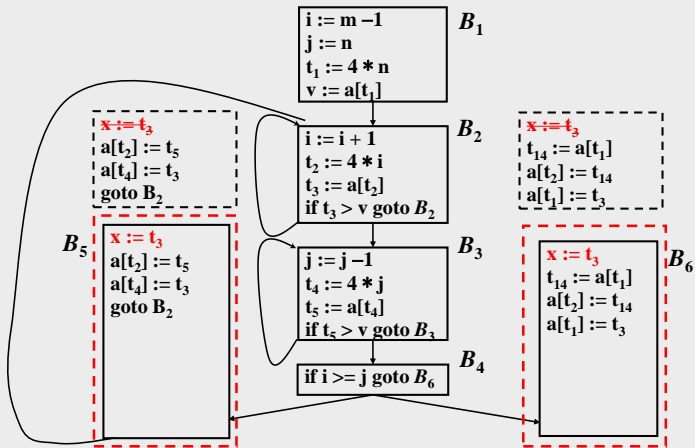 i := m – 1
j := n
t₁ := 4 * n
v := a[t₁]
B₁
x := t₃
a[t₂] := t₅
a[t₄] := t₃
goto B₂
i := i + 1
t₂ := 4 * i
t₃ := a[t₂]
if t₃ > v goto B₂
B₂
x := t₃
t₁₄ := a[t₁]
a[t₂] := t₁₄
a[t₁] := t₃
B₅
x := t₃
a[t₂] := t₅
a[t₄] := t₃
goto B₂
j := j – 1
t₄ := 4 * j
t₅ := a[t₄]
if t₅ > v goto B₃
B₃
x := t₃
t₁₄ := a[t₁]
a[t₂] := t₁₄
a[t₁] := t₃
B₆
if i >= j goto B₆
B₄